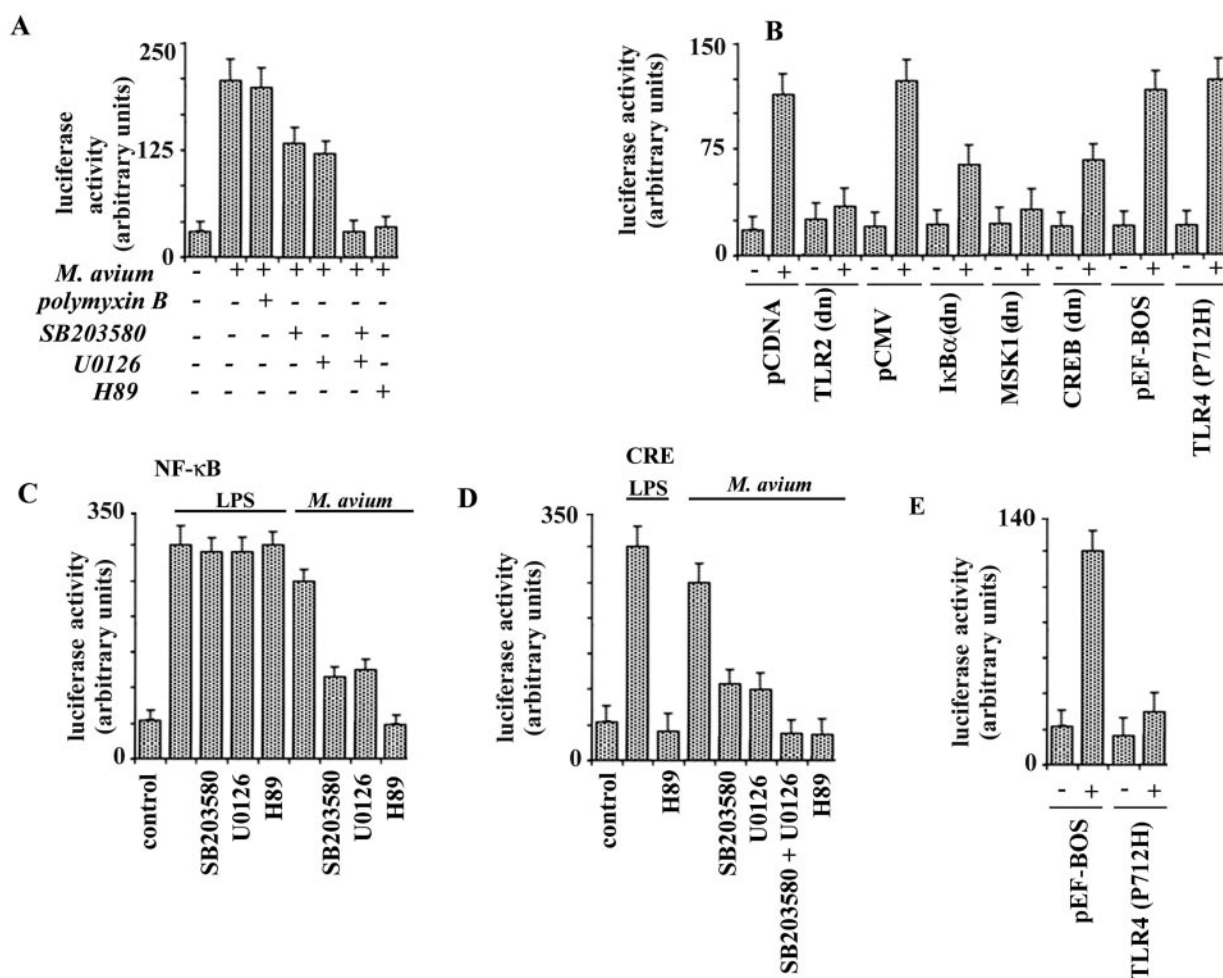 A
250
125
0
luciferase
activity
(arbitrary units)
M. avium - + + + + + +
polymyxin B - - + - - - -
SB203580 - - - + - + -
U0126 - - - - + + -
H89 - - - - - - +
B
150
75
0
luciferase activity
(arbitrary units)
- + - + - + - + - + - + - + - +
pCDNA
TLR2 (dn)
pCMV
IκBα(dn)
MSK1(dn)
CREB (dn)
pEF-BOS
TLR4 (P712H)
C
NF-κB
LPS M. avium
350
0
luciferase activity
(arbitrary units)
control
SB203580
U0126
H89
SB203580
U0126
H89
D
CRE
LPS M. avium
350
0
luciferase activity
(arbitrary units)
control
H89
SB203580
U0126
SB203580 + U0126
H89
E
140
0
luciferase activity
(arbitrary units)
- + - +
pEF-BOS
TLR4 (P712H)